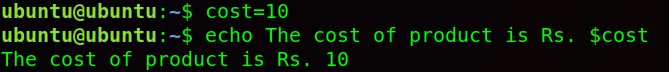 ubuntu@ubuntu:~$ cost=10
ubuntu@ubuntu:~$ echo The cost of product is Rs. $cost
The cost of product is Rs. 10